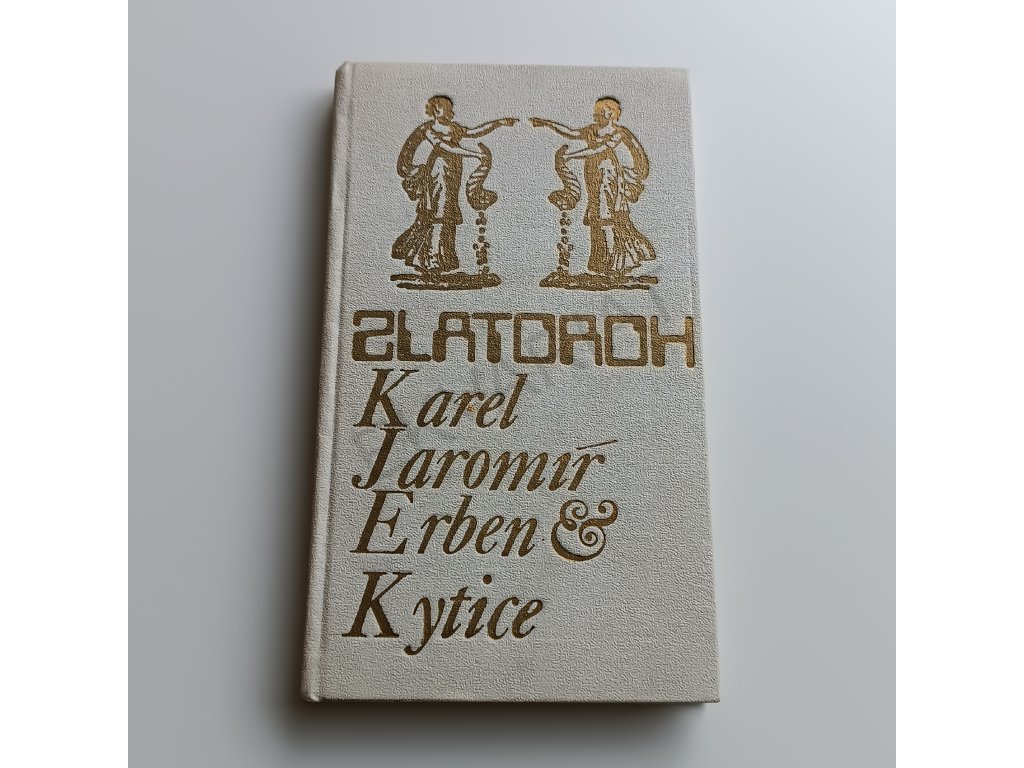 ZLATOROH
Karel
Jaromír
Erben &
Kytice